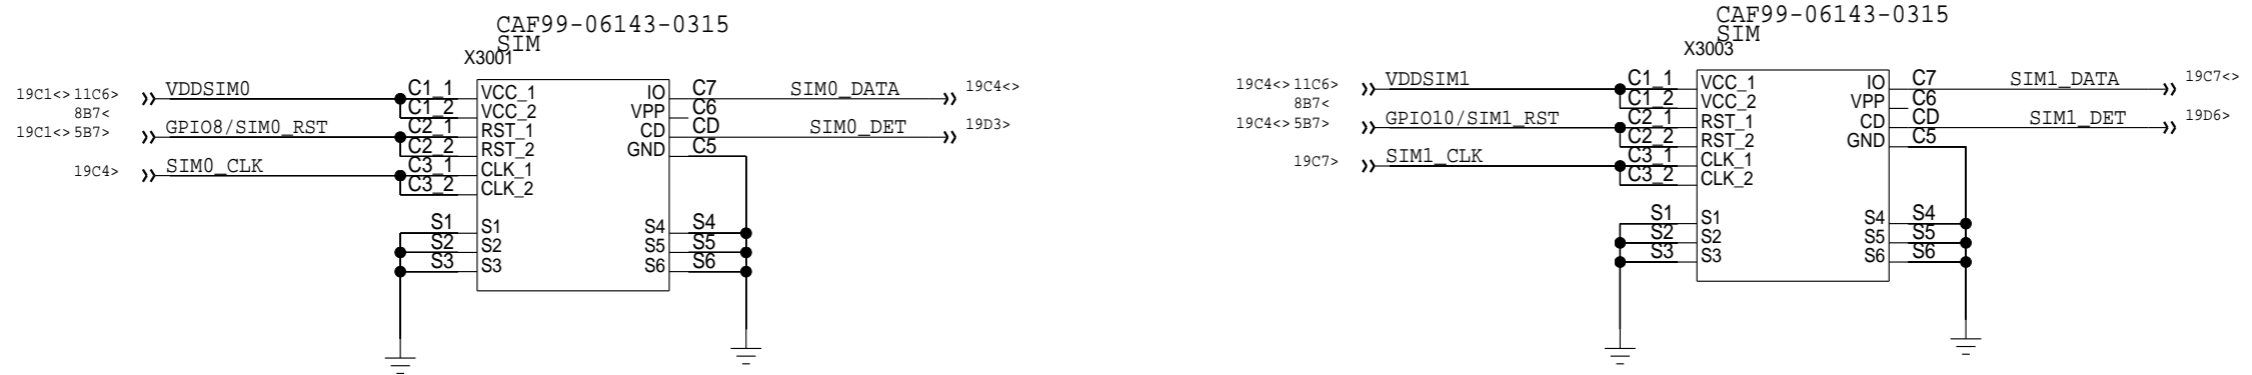 CAF99-06143-0315
SIM
X3001
19C1<> 11C6> VDDSIM0 C1_1 VCC_1 IO C7 SIM0_DATA 19C4<>
8B7< C1_2 VCC_2 VPP C6
19C1<> 5B7> GPIO8/SIM0_RST C2_1 RST_1 CD CD SIM0_DET 19D3>
C2_2 RST_2 GND C5
19C4> SIM0_CLK C3_1 CLK_1
C3_2 CLK_2
S1 S1 S4 S4
S2 S2 S5 S5
S3 S3 S6 S6
CAF99-06143-0315
SIM
X3003
19C4<> 11C6> VDDSIM1 C1_1 VCC_1 IO C7 SIM1_DATA 19C7<>
8B7< C1_2 VCC_2 VPP C6
19C4<> 5B7> GPIO10/SIM1_RST C2_1 RST_1 CD CD SIM1_DET 19D6>
C2_2 RST_2 GND C5
19C7> SIM1_CLK C3_1 CLK_1
C3_2 CLK_2
S1 S1 S4 S4
S2 S2 S5 S5
S3 S3 S6 S6